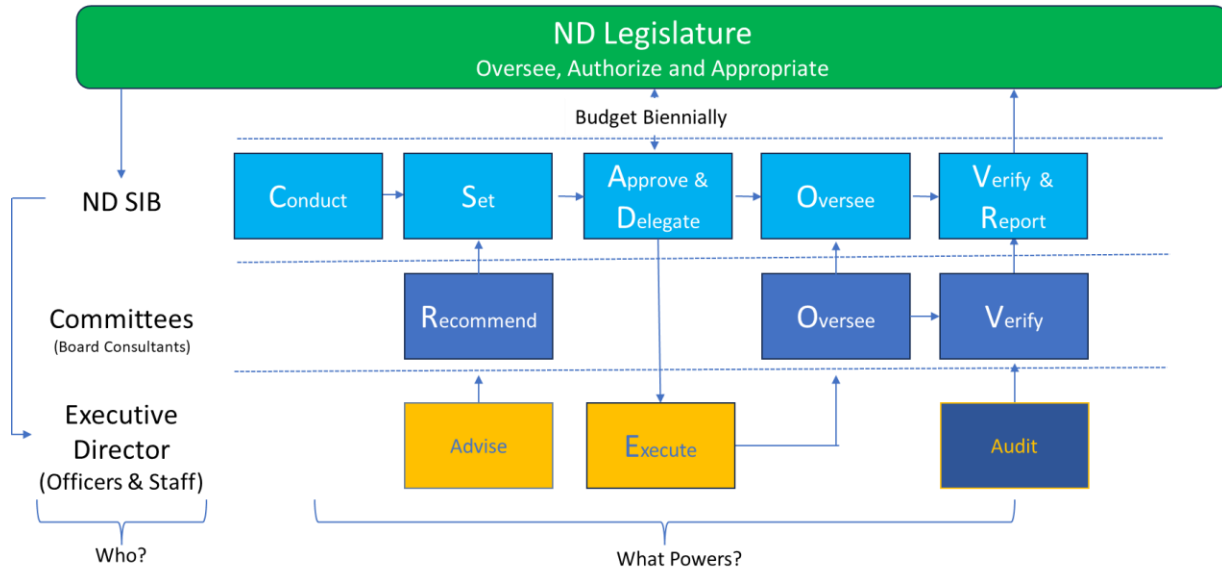 ND Legislature
Oversee, Authorize and Appropriate
Budget Biennially
ND SIB
Conduct
Set
Approve &
Delegate
Oversee
Verify &
Report
Committees
(Board Consultants)
Recommend
Oversee
Verify
Executive
Director
(Officers & Staff)
Advise
Execute
Audit
Who?
What Powers?